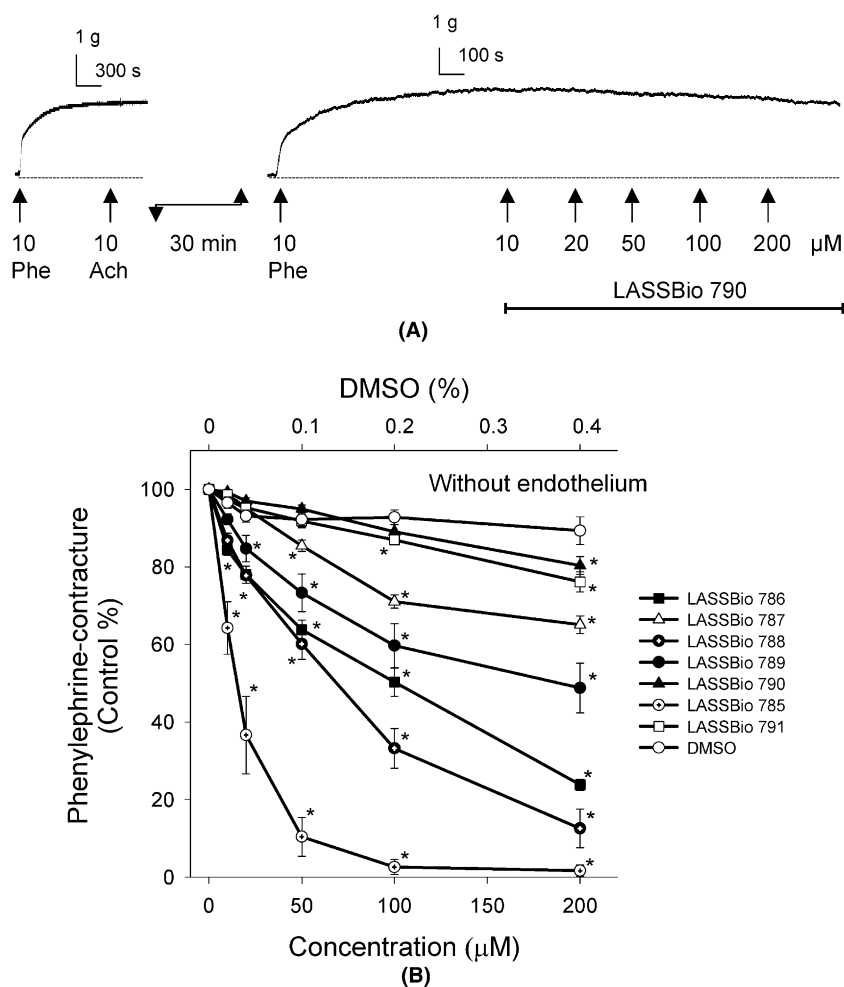 1 g
300 s
1 g
100 s
10 10 30 min 10 10 20 50 100 200 µM
Phe Ach Phe
LASSBio 790
(A)
DMSO (%)
0 0.1 0.2 0.3 0.4
Without endothelium
Phenylephrine-contracture
(Control %)
100
80
60
40
20
0
* * * * * * * * * * * * * * * * * * * * * * *
LASSBio 786
LASSBio 787
LASSBio 788
LASSBio 789
LASSBio 790
LASSBio 785
LASSBio 791
DMSO
0 50 100 150 200
Concentration (µM)
(B)